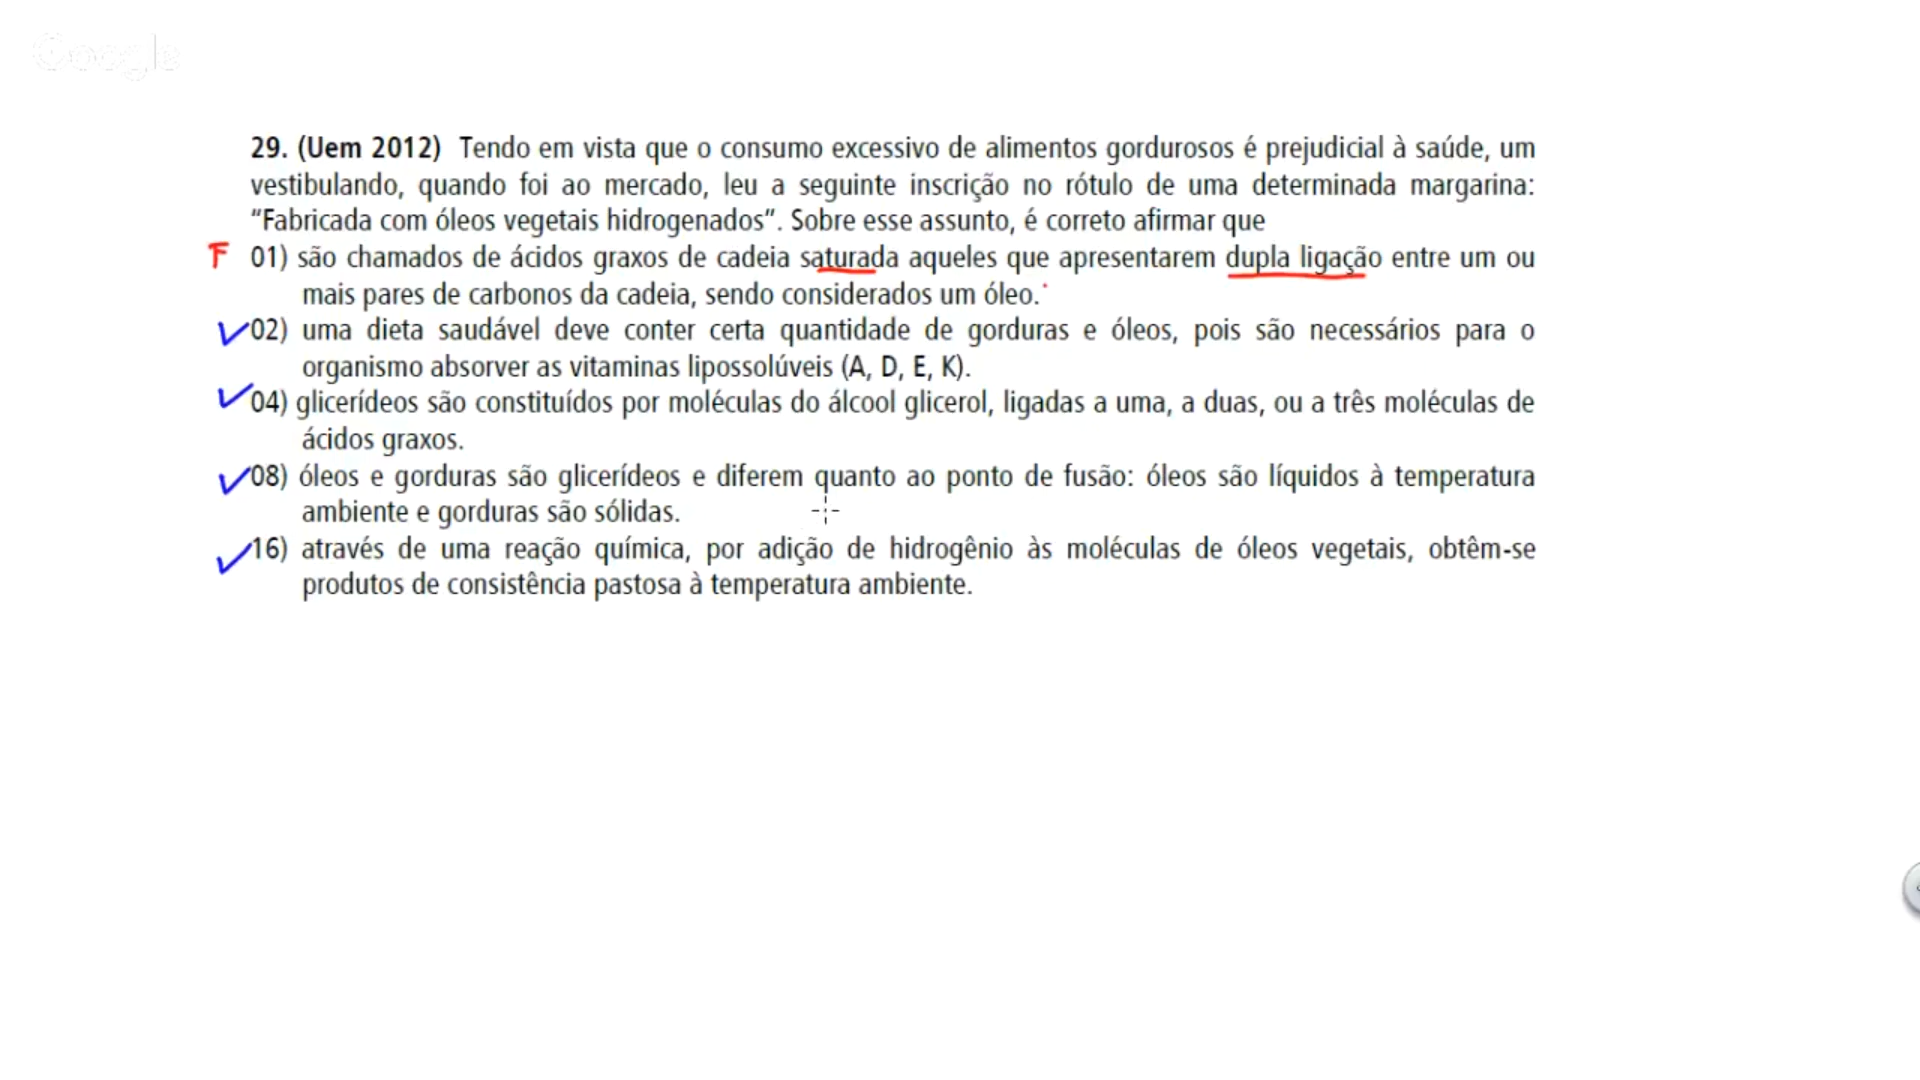 Google
29. (Uem 2012) Tendo em vista que o consumo excessivo de alimentos gordurosos é prejudicial à saúde, um
vestibulando, quando foi ao mercado, leu a seguinte inscrição no rótulo de uma determinada margarina:
“Fabricada com óleos vegetais hidrogenados”. Sobre esse assunto, é correto afirmar que
F 01) são chamados de ácidos graxos de cadeia saturada aqueles que apresentarem dupla ligação entre um ou
mais pares de carbonos da cadeia, sendo considerados um óleo.
02) uma dieta saudável deve conter certa quantidade de gorduras e óleos, pois são necessários para o
organismo absorver as vitaminas lipossolúveis (A, D, E, K).
04) glicerídeos são constituídos por moléculas do álcool glicerol, ligadas a uma, a duas, ou a três moléculas de
ácidos graxos.
08) óleos e gorduras são glicerídeos e diferem quanto ao ponto de fusão: óleos são líquidos à temperatura
ambiente e gorduras são sólidas.
16) através de uma reação química, por adição de hidrogênio às moléculas de óleos vegetais, obtêm-se
produtos de consistência pastosa à temperatura ambiente.